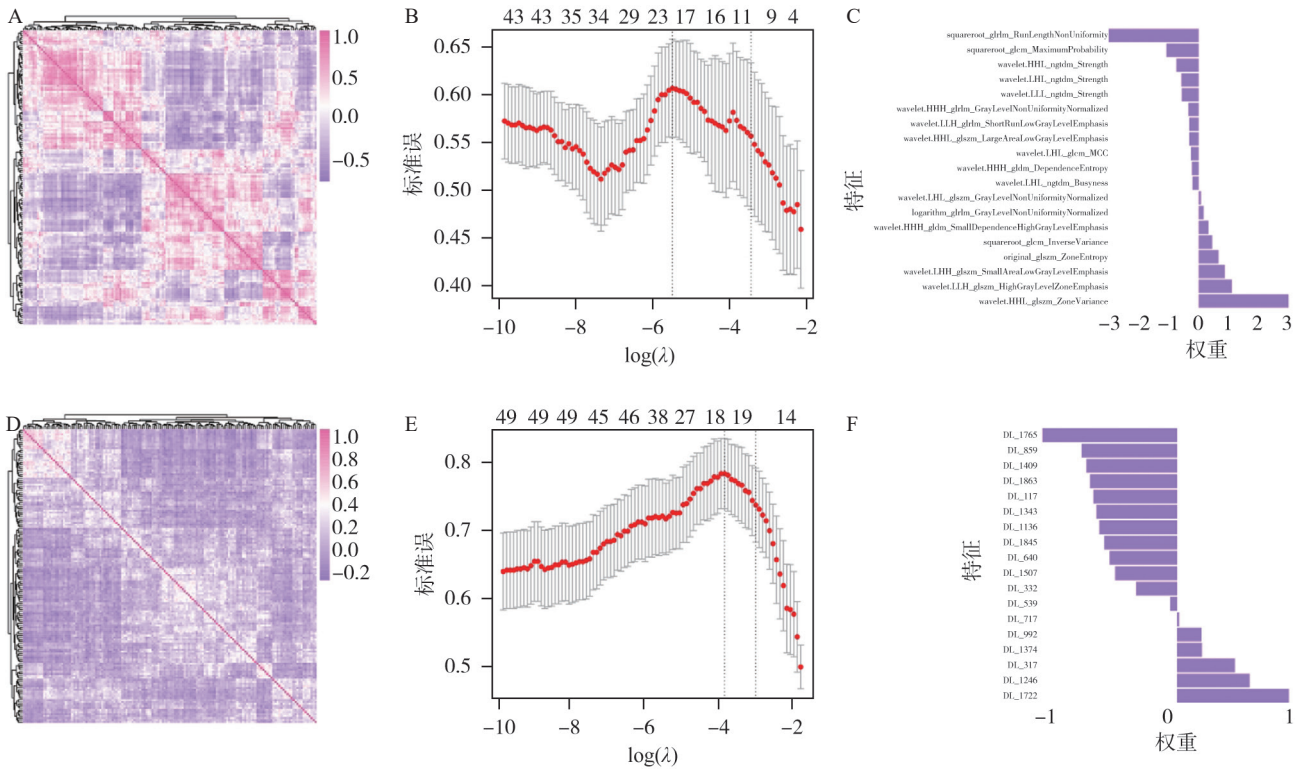 A
1.0
0.5
0.0
−0.5
B
43 43 35 34 29 23 17 16 11 9 4
标准误
0.65
0.60
0.55
0.50
0.45
0.40
−10 −8 −6 −4 −2
log(λ)
C
特征
squareroot_glrlm_RunLengthNonUniformity
squareroot_glcm_MaximumProbability
wavelet.HHL_ngtdm_Strength
wavelet.LHL_ngtdm_Strength
wavelet.LLL_ngtdm_Strength
wavelet.HHH_glrlm_GrayLevelNonUniformityNormalized
wavelet.LLH_glrlm_ShortRunLowGrayLevelEmphasis
wavelet.HHL_glszm_LargeAreaLowGrayLevelEmphasis
wavelet.LHL_glcm_MCC
wavelet.HHH_gldm_DependenceEntropy
wavelet.LHL_ngtdm_Busyness
wavelet.LHL_glszm_GrayLevelNonUniformityNormalized
logarithm_glrlm_GrayLevelNonUniformityNormalized
wavelet.HHH_gldm_SmallDependenceHighGrayLevelEmphasis
squareroot_glcm_InverseVariance
original_glszm_ZoneEntropy
wavelet.LHH_glszm_SmallAreaLowGrayLevelEmphasis
wavelet.LLH_glszm_HighGrayLevelZoneEmphasis
wavelet.HHL_glszm_ZoneVariance
−3 −2 −1 0 1 2 3
权重
D
1.0
0.8
0.6
0.4
0.2
0.0
−0.2
E
49 49 49 45 46 38 27 18 19 14
标准误
0.8
0.7
0.6
0.5
−10 −8 −6 −4 −2
log(λ)
F
特征
DL_1765
DL_859
DL_1409
DL_1863
DL_117
DL_1343
DL_1136
DL_1845
DL_640
DL_1507
DL_332
DL_539
DL_717
DL_992
DL_1374
DL_317
DL_1246
DL_1722
−1 0 1
权重